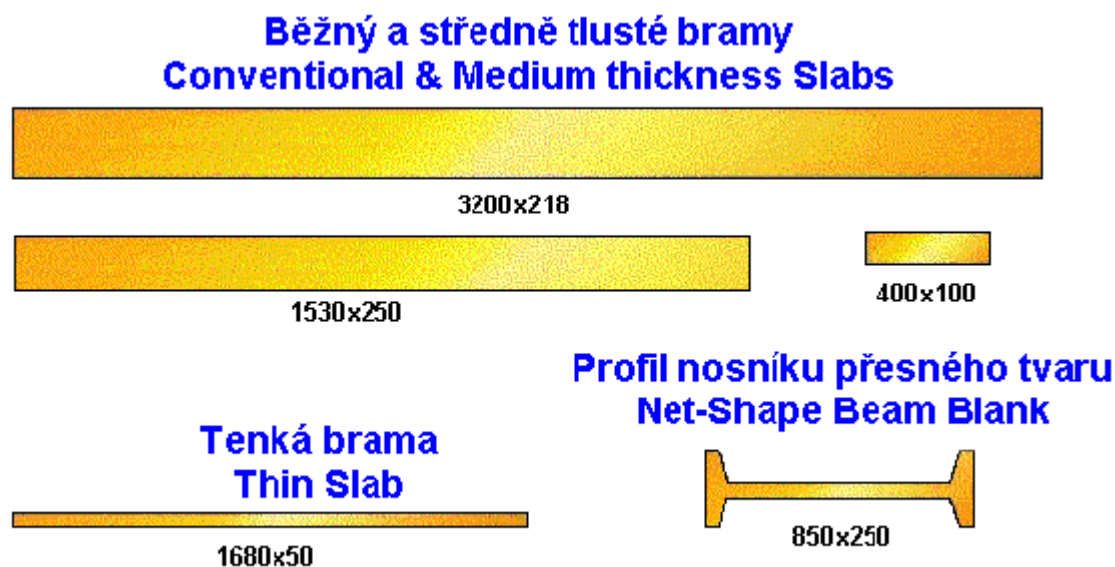 Běžný a středně tlusté bramy
Conventional & Medium thickness Slabs
3200x218
1530x250
400x100
Profil nosníku přesného tvaru
Net-Shape Beam Blank
Tenká brama
Thin Slab
850x250
1680x50